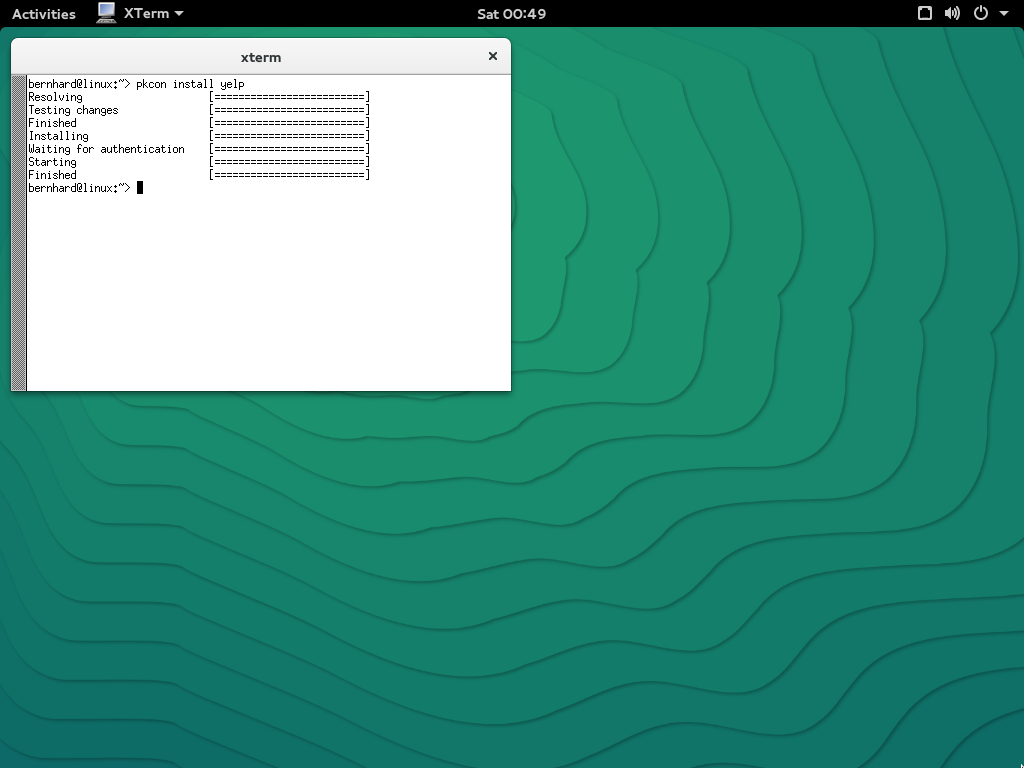 Activities XTerm Sat 00:49
xterm
bernhard@linux:~> pkcon install yelp
Resolving [=========================]
Testing changes [=========================]
Finished [=========================]
Installing [=========================]
Waiting for authentication [=========================]
Starting [=========================]
Finished [=========================]
bernhard@linux:~>